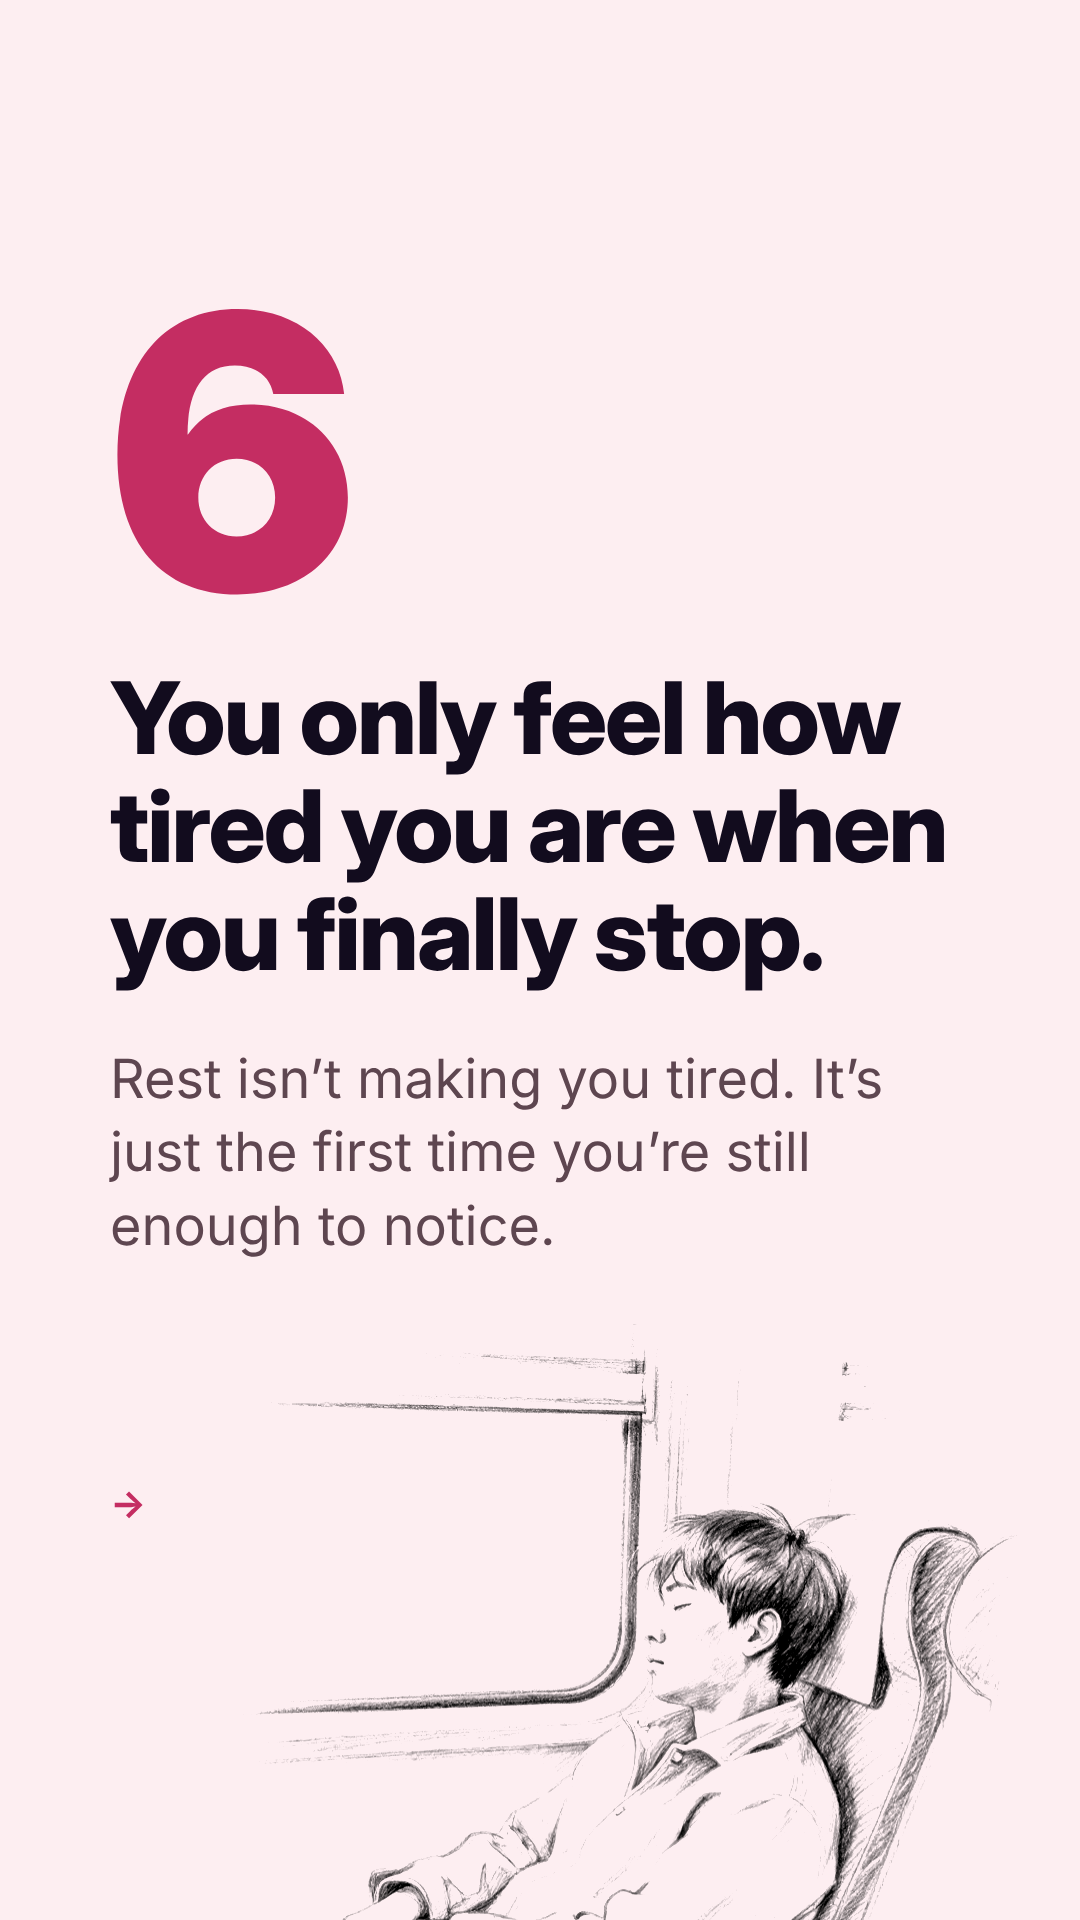 6
You only feel how
tired you are when
you finally stop.
Rest isn’t making you tired. It’s
just the first time you’re still
enough to notice.
→